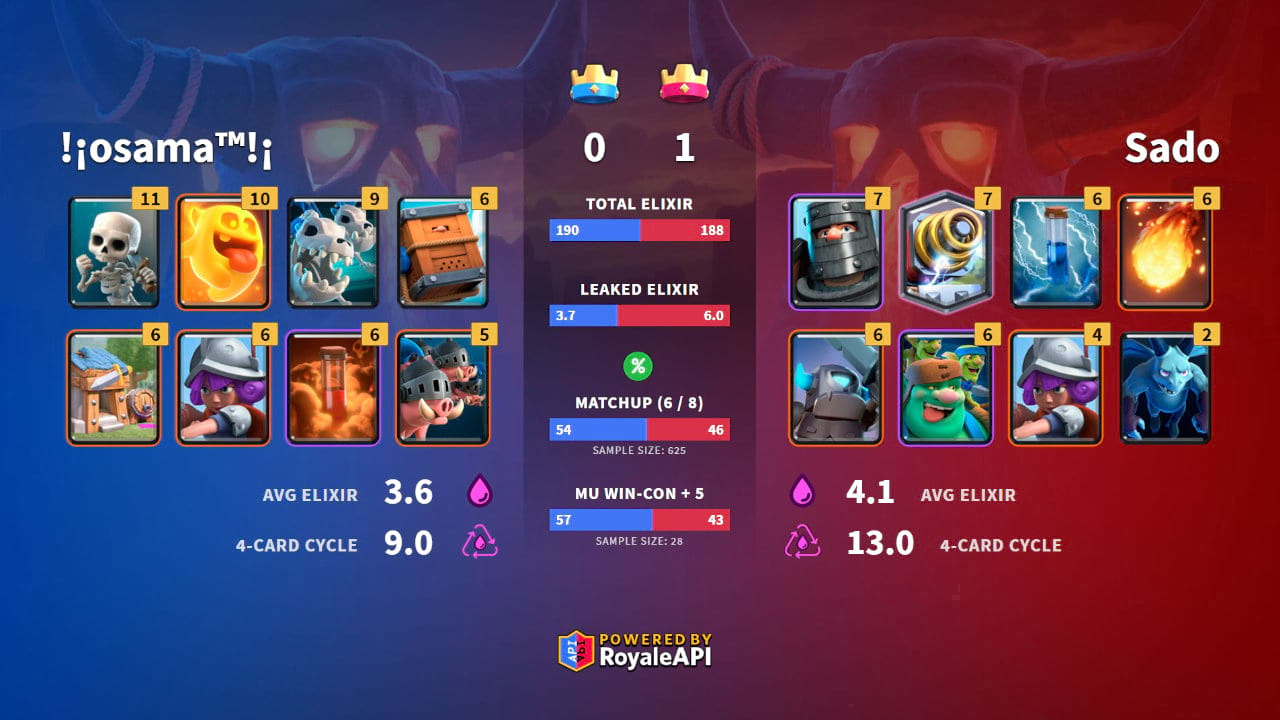 0 1
!¡osama™!¡
Sado
11 10 9 6
6 6 6 5
7 7 6 6
6 6 4 2
TOTAL ELIXIR
190 188
LEAKED ELIXIR
3.7 6.0
%
MATCHUP (6 / 8)
54 46
SAMPLE SIZE: 625
MU WIN-CON + 5
57 43
SAMPLE SIZE: 28
AVG ELIXIR 3.6
4-CARD CYCLE 9.0
4.1 AVG ELIXIR
13.0 4-CARD CYCLE
API
API
POWERED BY
RoyaleAPI